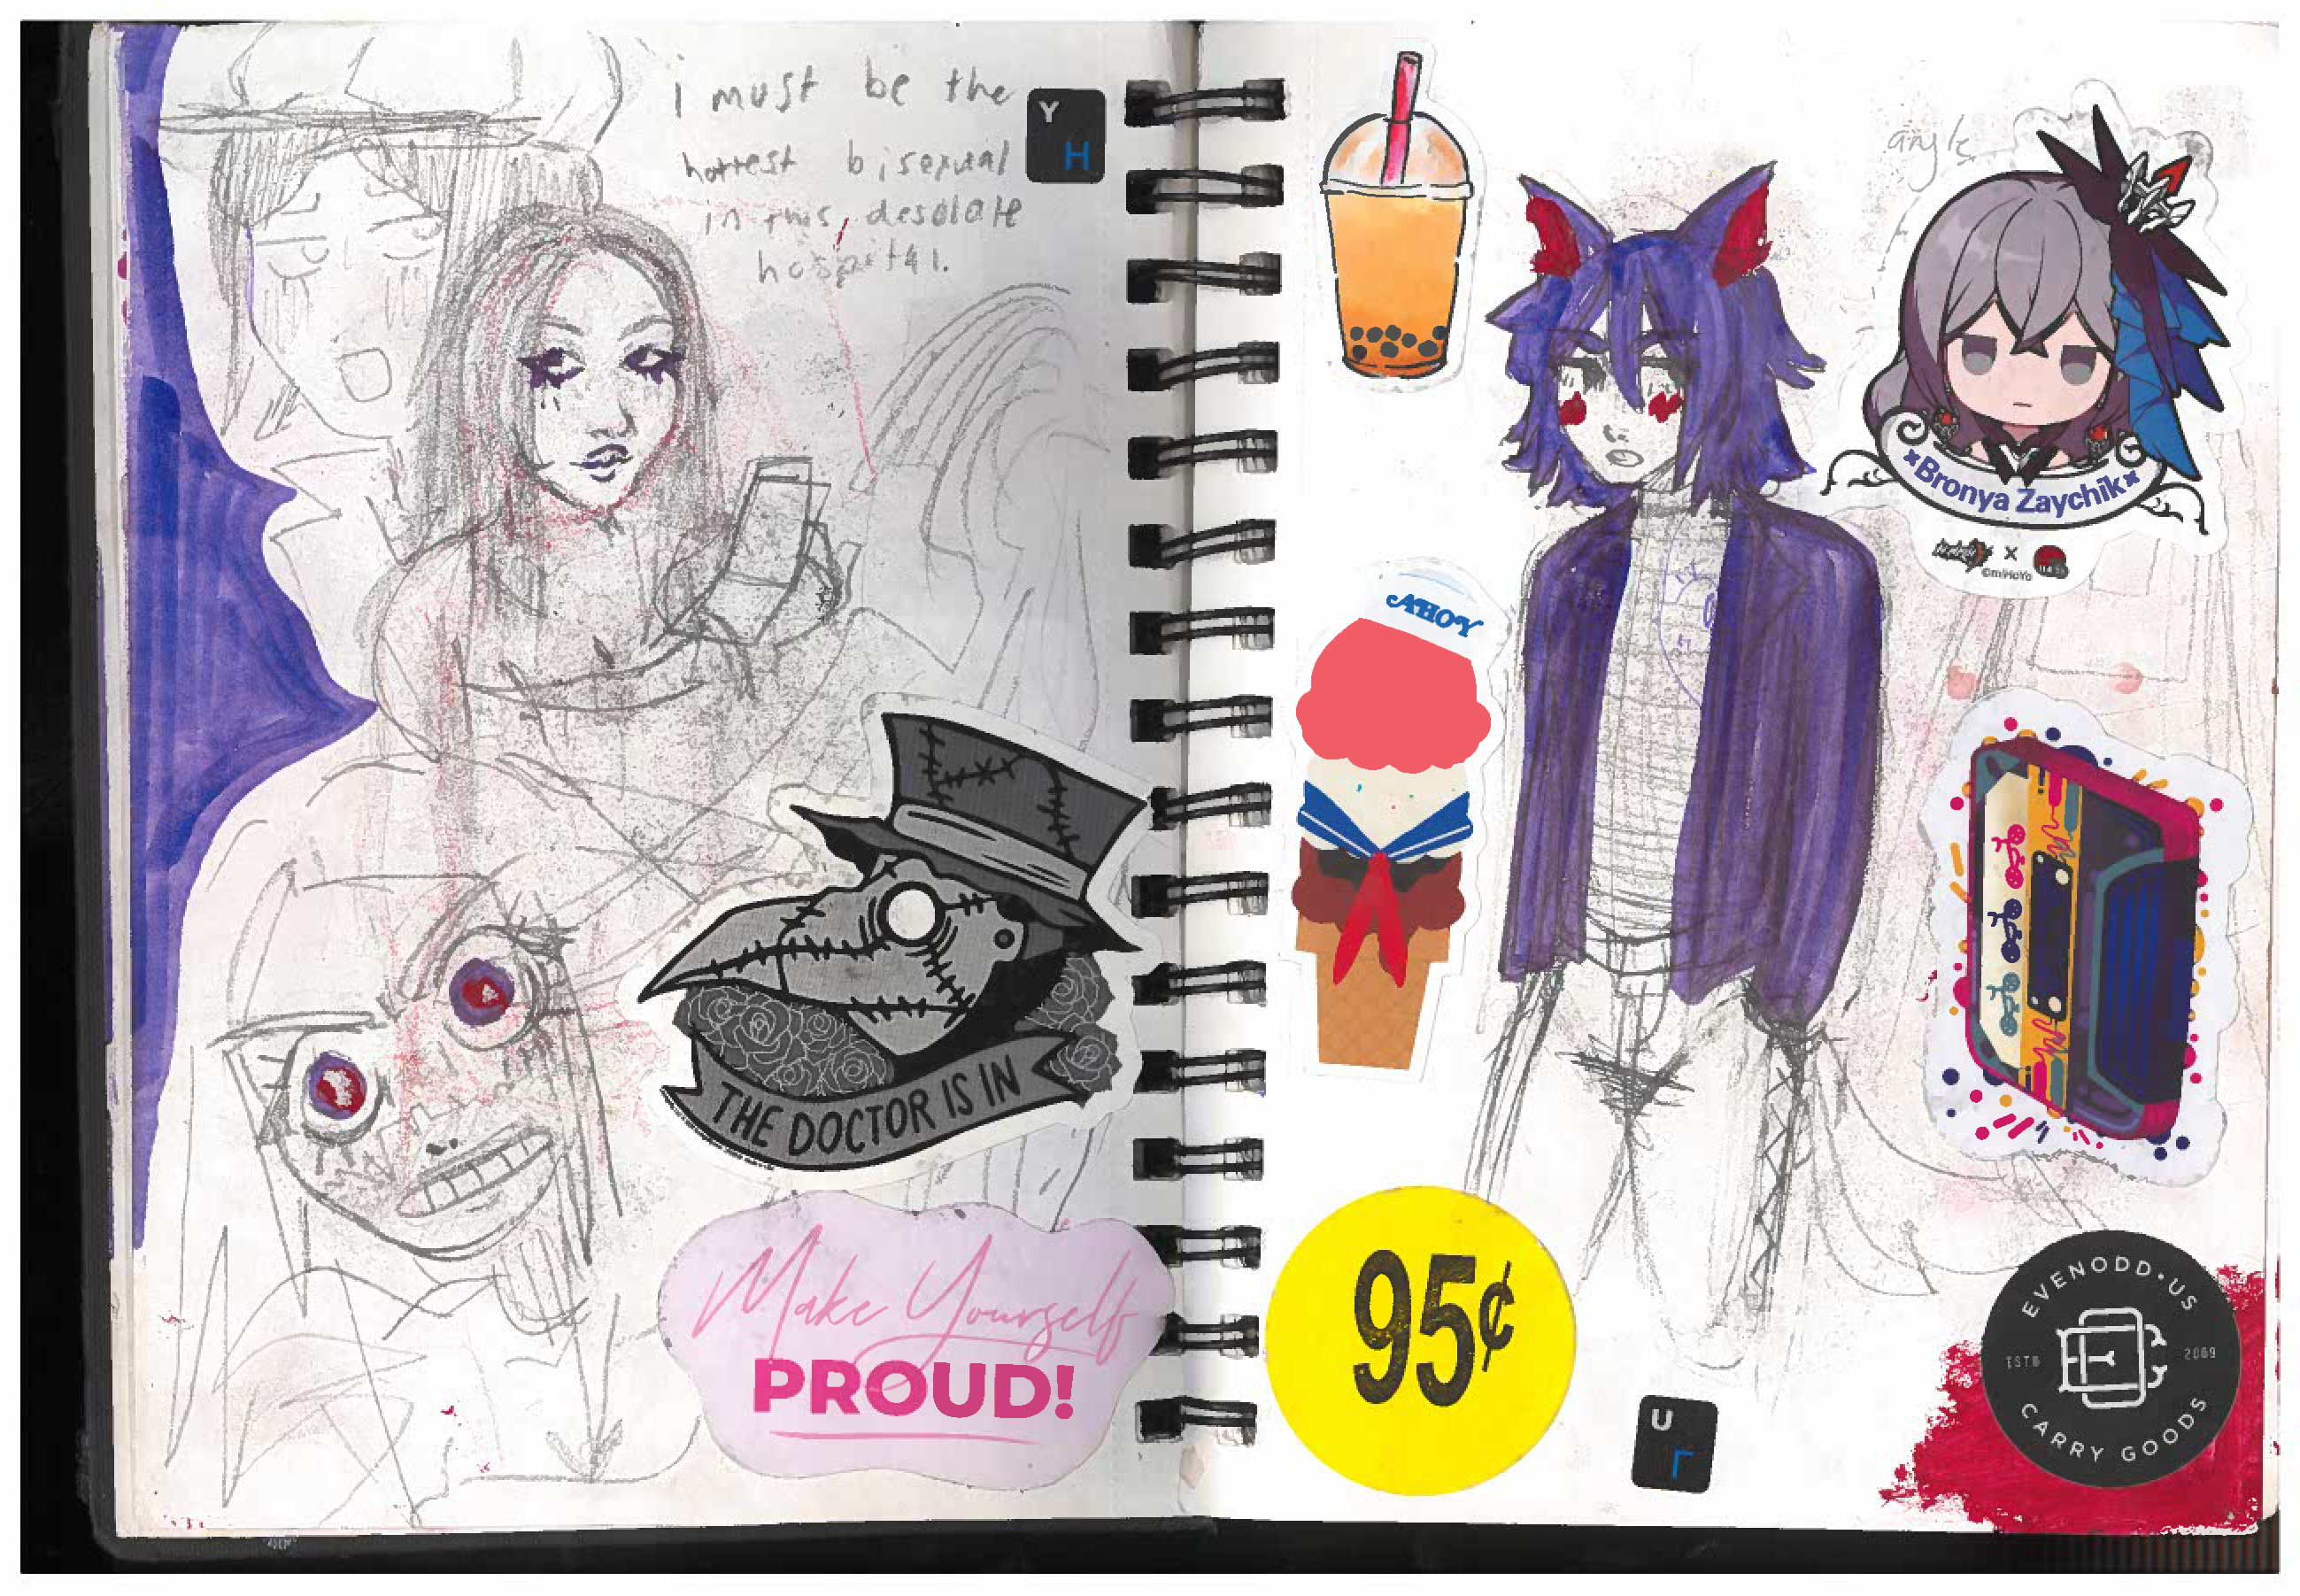 i must be the
hottest bisexual
in this, desolate
hospital.
Y
H
THE DOCTOR IS IN
Make Yourself
PROUD!
angle
*Bronya Zaychik*
X
©miHoYo
AHOY
95¢
U
Г
EVENODD·US
ESTD 2009
CARRY GOODS